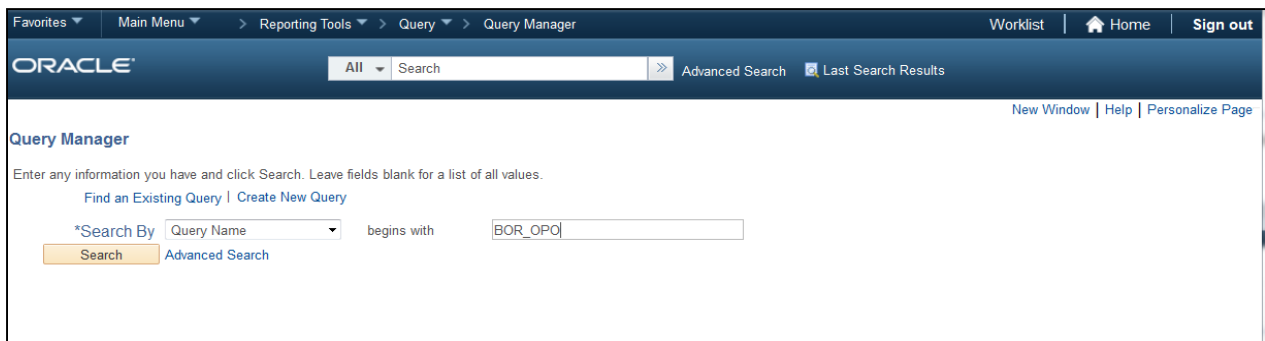 Favorites Main Menu > Reporting Tools > Query > Query Manager Worklist Home Sign out
ORACLE All Search » Advanced Search Last Search Results
New Window | Help | Personalize Page
Query Manager
Enter any information you have and click Search. Leave fields blank for a list of all values.
Find an Existing Query | Create New Query
*Search By Query Name begins with BOR_OPO
Search Advanced Search